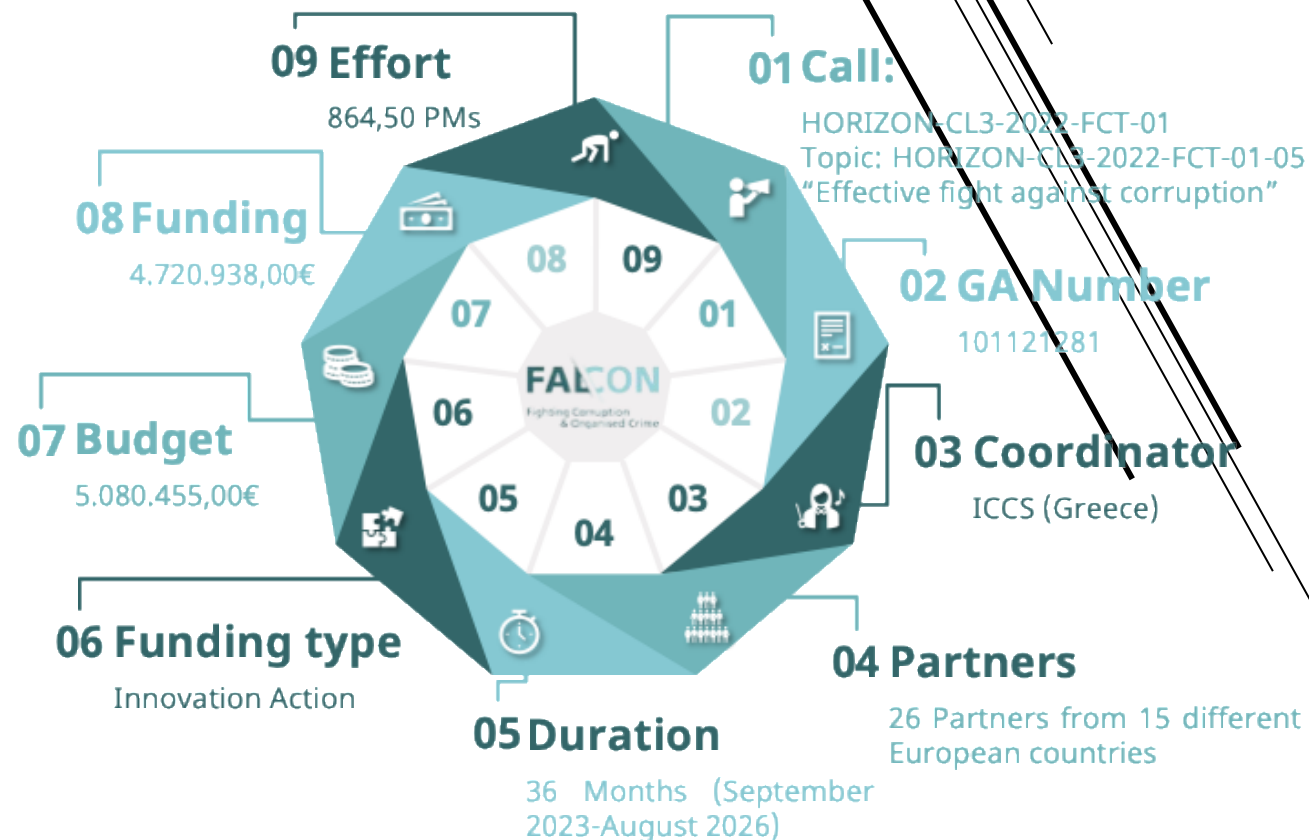 09 Effort
864,50 PMs
01 Call:
HORIZON-CL3-2022-FCT-01
Topic: HORIZON-CL3-2022-FCT-01-05
“Effective fight against corruption”
08 Funding
4.720.938,00€
02 GA Number
101121281
07 Budget
5.080.455,00€
03 Coordinator
ICCS (Greece)
06 Funding type
Innovation Action
04 Partners
26 Partners from 15 different
European countries
05 Duration
36 Months (September
2023-August 2026)
08
09
07
01
FALCON
Fighting Corruption
& Organised Crime
06
02
05
03
04